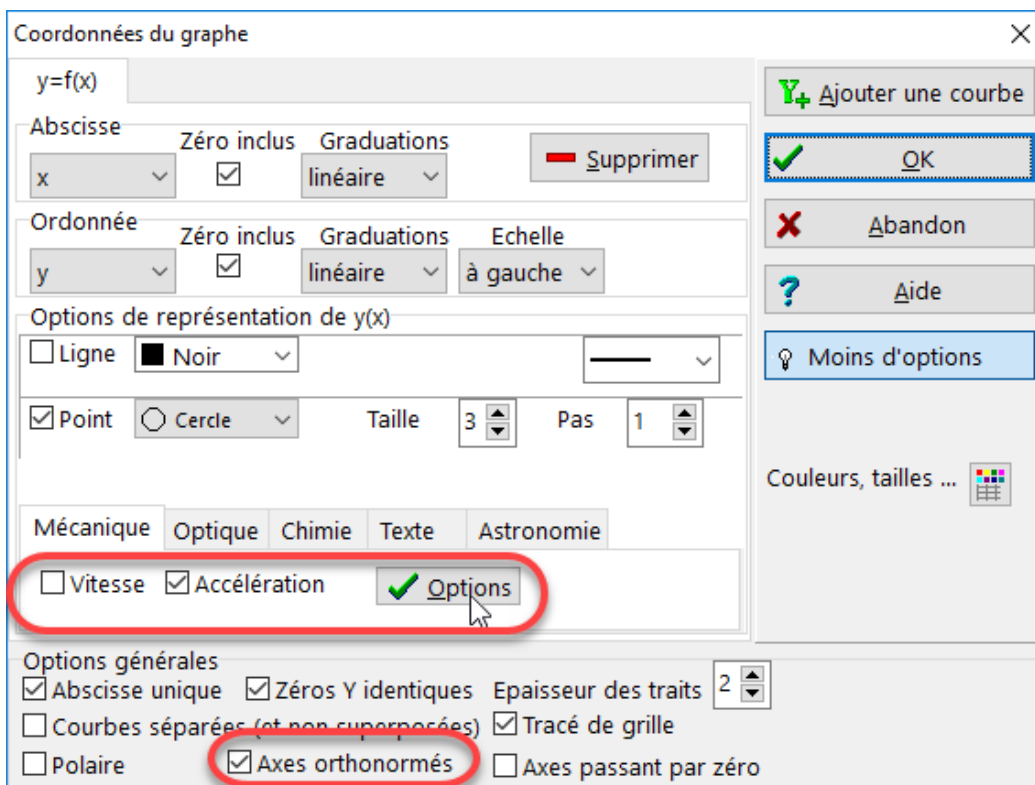 Coordonnées du graphe
y=f(x)
Ajouter une courbe
Abscisse
Zéro inclus Graduations
x linéaire Supprimer
OK
Ordonnée
Zéro inclus Graduations Echelle
y linéaire à gauche
Abandon
Aide
Options de représentation de y(x)
Ligne Noir
Moins d'options
Point Cercle Taille 3 Pas 1
Couleurs, tailles ...
Mécanique Optique Chimie Texte Astronomie
Vitesse Accélération Options
Options générales
Abscisse unique Zéros Y identiques Epaisseur des traits 2
Courbes séparées (et non superposées) Tracé de grille
Polaire Axes orthonormés Axes passant par zéro